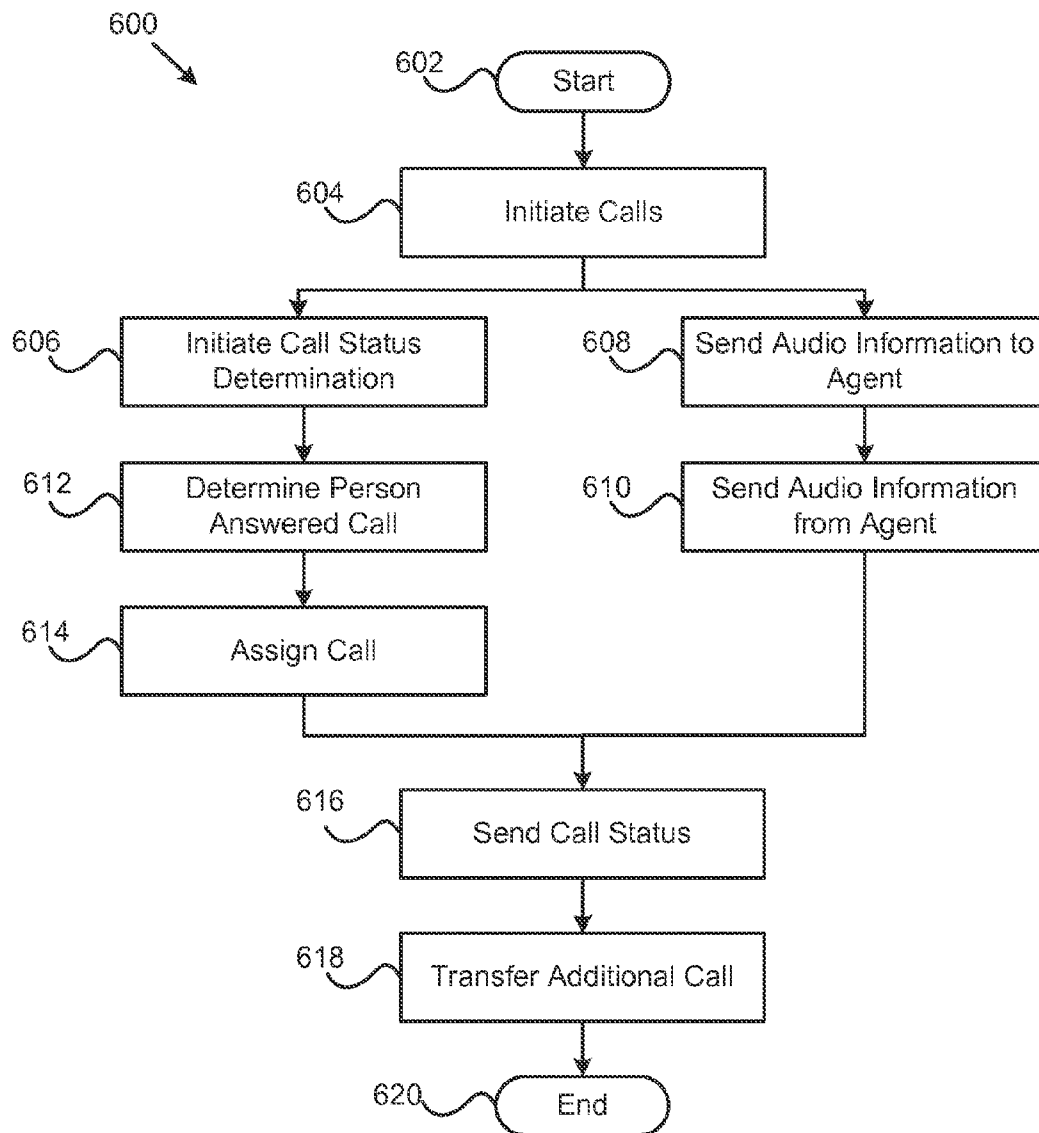 600
602
Start
604
Initiate Calls
606
Initiate Call Status
Determination
608
Send Audio Information to
Agent
612
Determine Person
Answered Call
610
Send Audio Information
from Agent
614
Assign Call
616
Send Call Status
618
Transfer Additional Call
620
End